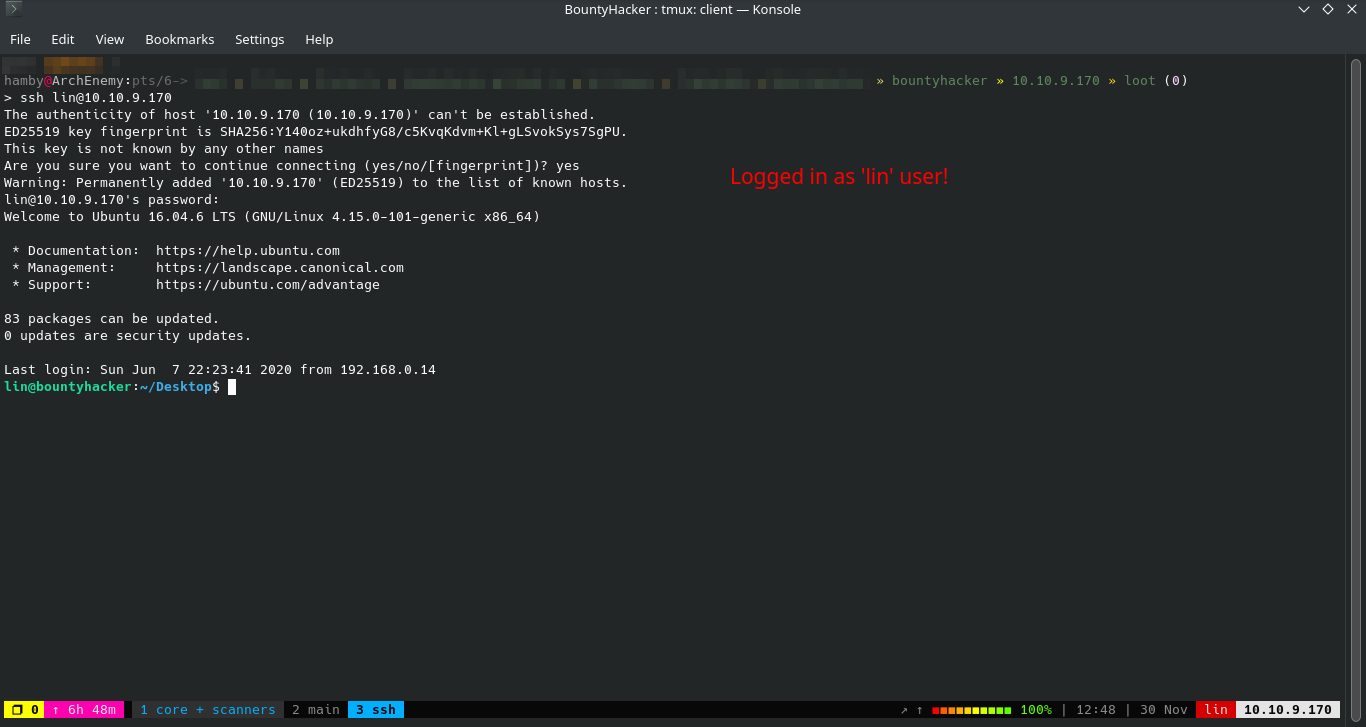 BountyHacker : tmux: client — Konsole
File Edit View Bookmarks Settings Help
hamby@ArchEnemy:pts/6-> » bountyhacker » 10.10.9.170 » loot (0)
> ssh lin@10.10.9.170
The authenticity of host '10.10.9.170 (10.10.9.170)' can't be established.
ED25519 key fingerprint is SHA256:Y140oz+ukdhfyG8/c5KvqKdvm+Kl+gLSvokSys7SgPU.
This key is not known by any other names
Are you sure you want to continue connecting (yes/no/[fingerprint])? yes
Warning: Permanently added '10.10.9.170' (ED25519) to the list of known hosts.
Logged in as 'lin' user!
lin@10.10.9.170's password:
Welcome to Ubuntu 16.04.6 LTS (GNU/Linux 4.15.0-101-generic x86_64)
* Documentation: https://help.ubuntu.com
* Management: https://landscape.canonical.com
* Support: https://ubuntu.com/advantage
83 packages can be updated.
0 updates are security updates.
Last login: Sun Jun 7 22:23:41 2020 from 192.168.0.14
lin@bountyhacker:~/Desktop$
0 ↑ 6h 48m 1 core + scanners 2 main 3 ssh ↗ ↑ 100% | 12:48 | 30 Nov lin 10.10.9.170